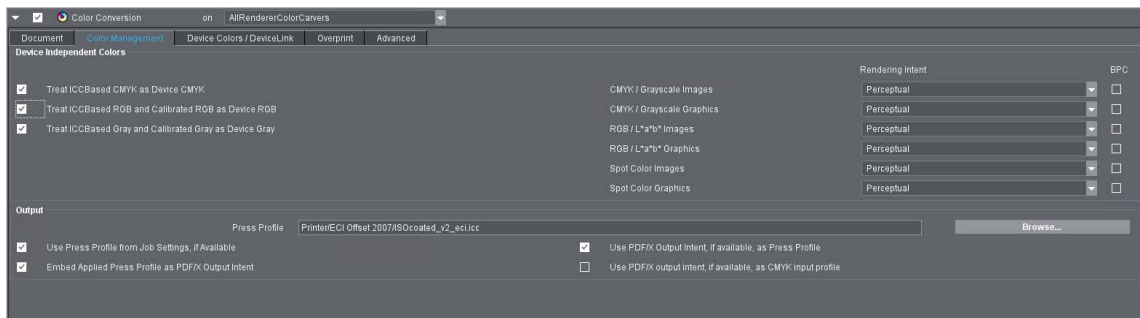 Color Conversion on AllRendererColorCarvers
Document Color Management Device Colors / DeviceLink Overprint Advanced
Device Independent Colors
Rendering Intent BPC
Treat ICCBased CMYK as Device CMYK CMYK / Grayscale Images Perceptual
Treat ICCBased RGB and Calibrated RGB as Device RGB CMYK / Grayscale Graphics Perceptual
Treat ICCBased Gray and Calibrated Gray as Device Gray RGB / L*a*b* Images Perceptual
RGB / L*a*b* Graphics Perceptual
Spot Color Images Perceptual
Spot Color Graphics Perceptual
Output
Press Profile Printer/ECI Offset 2007/ISOcoated_v2_eci.icc Browse...
Use Press Profile from Job Settings, if Available Use PDF/X Output Intent, if available, as Press Profile
Embed Applied Press Profile as PDF/X Output Intent Use PDF/X output intent, if available, as CMYK input profile